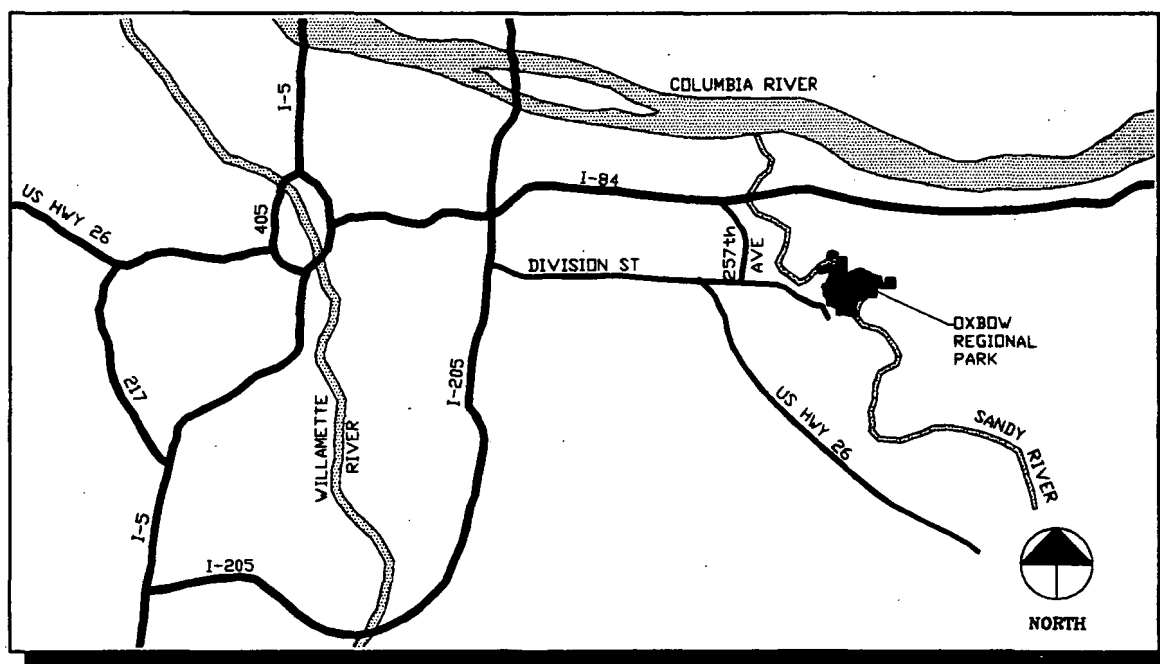 COLUMBIA RIVER
I-5
I-84
US HWY 26
405
257th
AVE
DIVISION ST
OXBOW
REGIONAL
PARK
217
I-205
US HWY 26
WILLAMETTE
RIVER
SANDY RIVER
I-5
I-205
NORTH